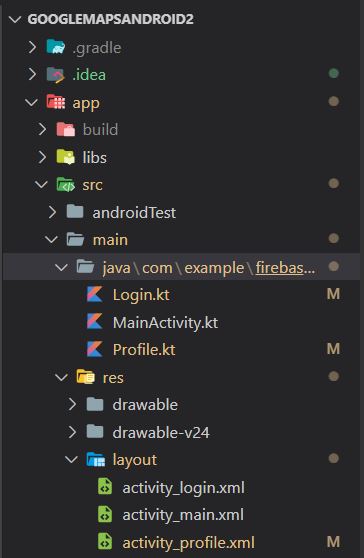 GOOGLEMAPSANDROID2
.gradle
.idea
app
build
libs
src
androidTest
main
java\com\example\firebas...
Login.kt M
MainActivity.kt
Profile.kt M
res
drawable
drawable-v24
layout
activity_login.xml
activity_main.xml
activity_profile.xml M